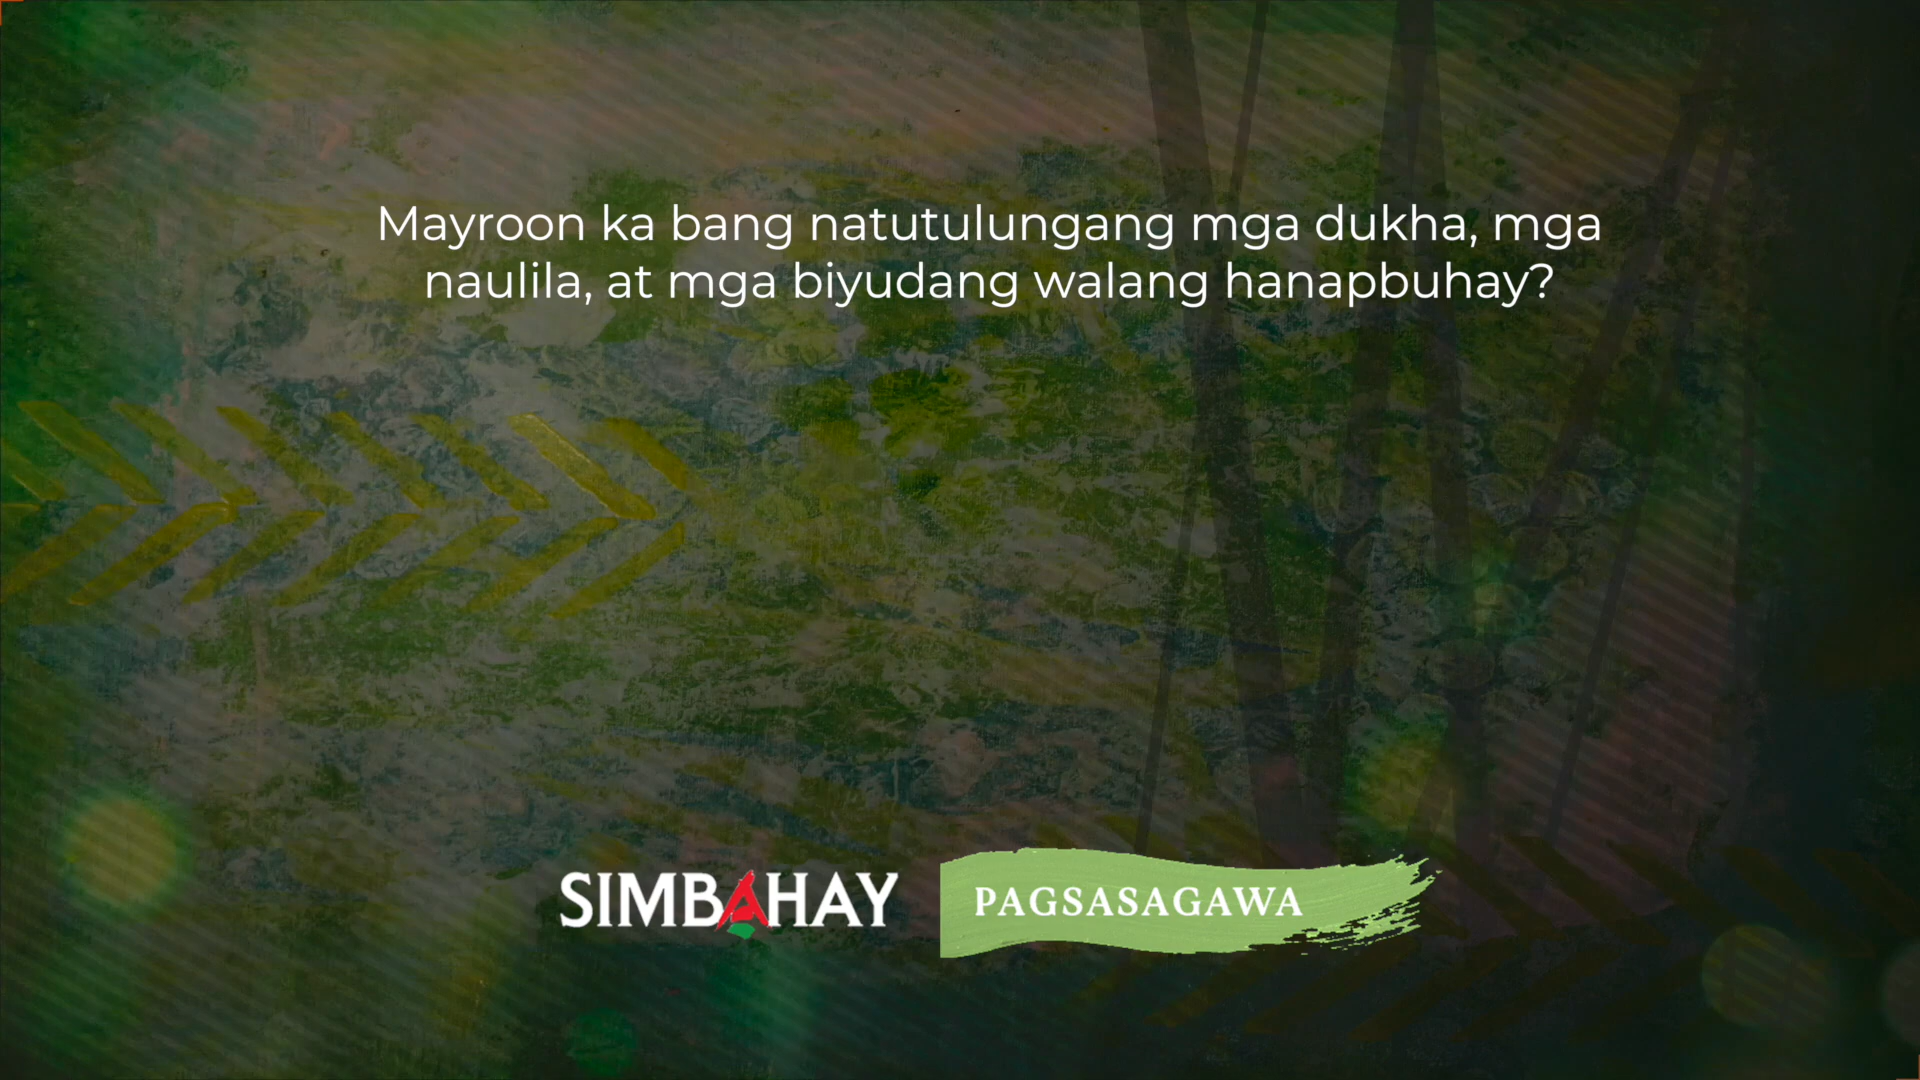 Mayroon ka bang natutulungang mga dukha, mga
naulila, at mga biyudang walang hanapbuhay?
SIMBAHAY
PAGSASAGAWA